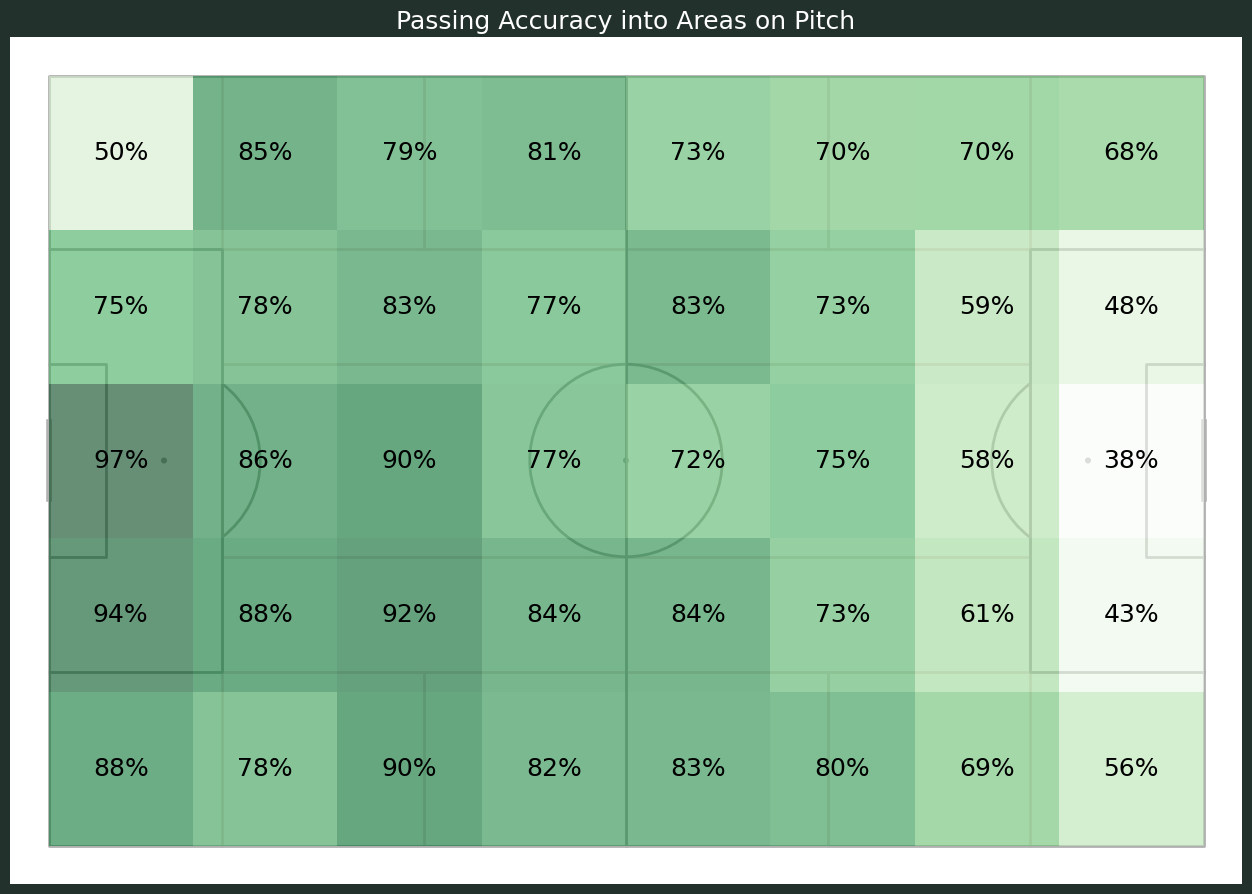 Passing Accuracy into Areas on Pitch
50% 85% 79% 81% 73% 70% 70% 68%
75% 78% 83% 77% 83% 73% 59% 48%
97% 86% 90% 77% 72% 75% 58% 38%
94% 88% 92% 84% 84% 73% 61% 43%
88% 78% 90% 82% 83% 80% 69% 56%